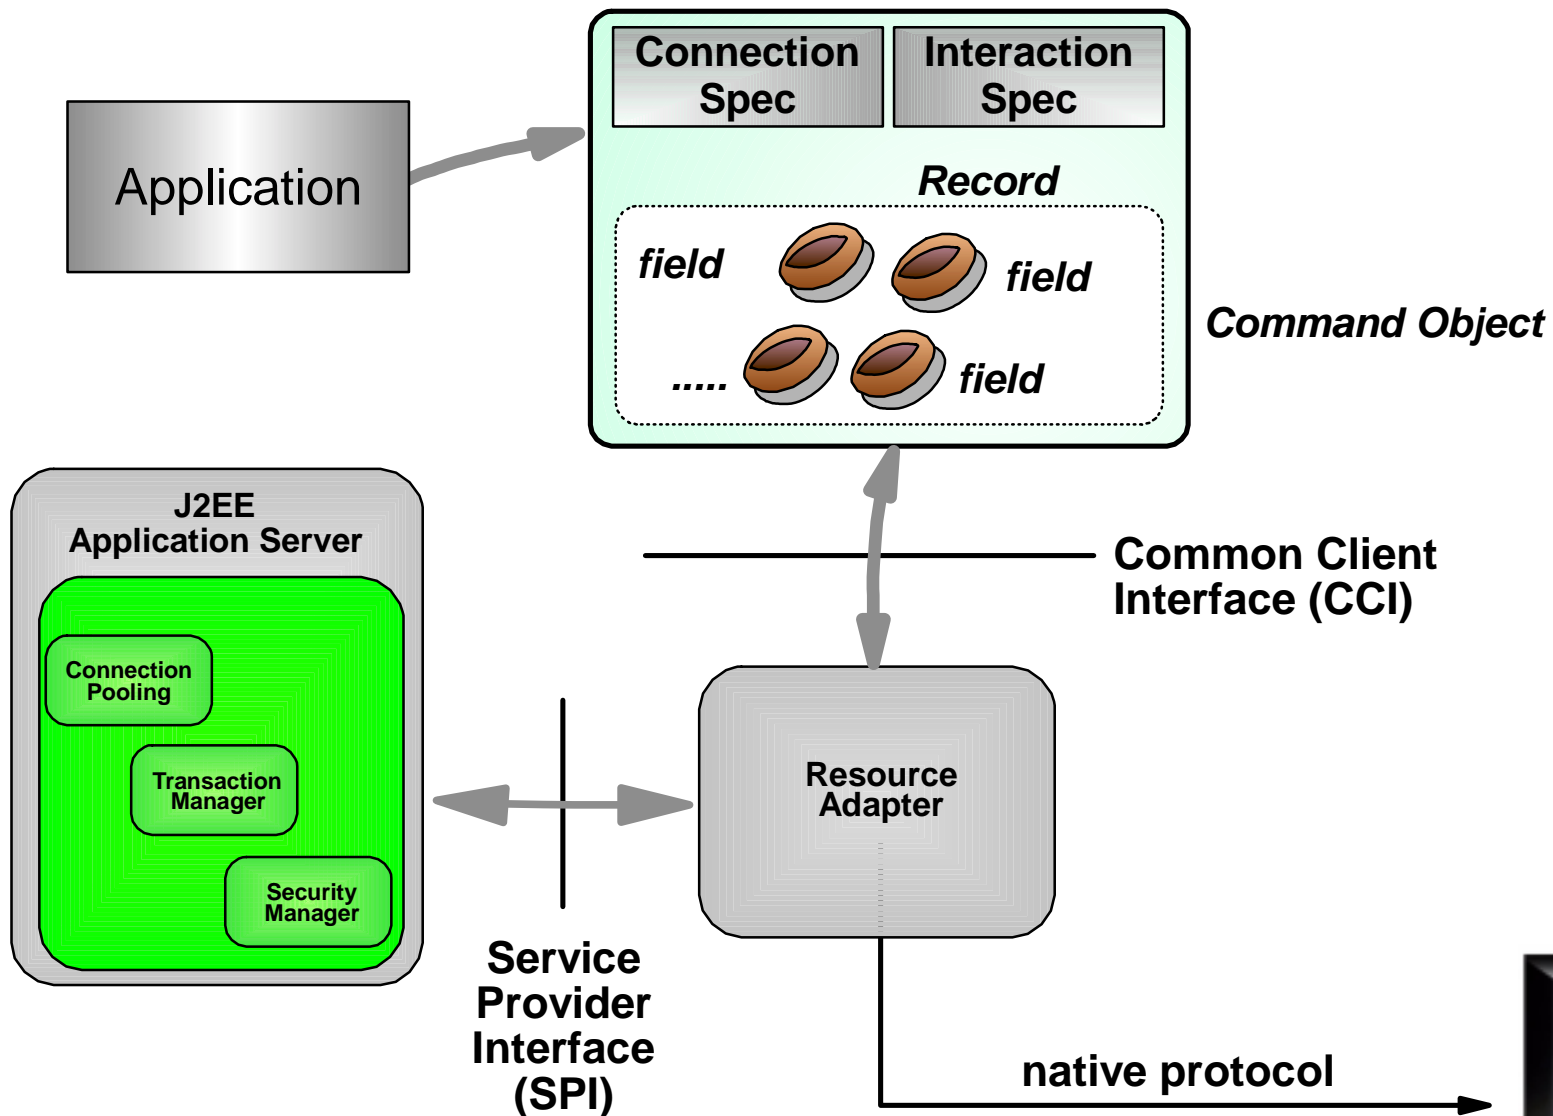 Connection
Spec
Interaction
Spec
Application
Record
field
field
Command Object
.....
field
J2EE
Application Server
Common Client
Interface (CCI)
Connection
Pooling
Transaction
Manager
Resource
Adapter
Security
Manager
Service
Provider
Interface
(SPI)
native protocol